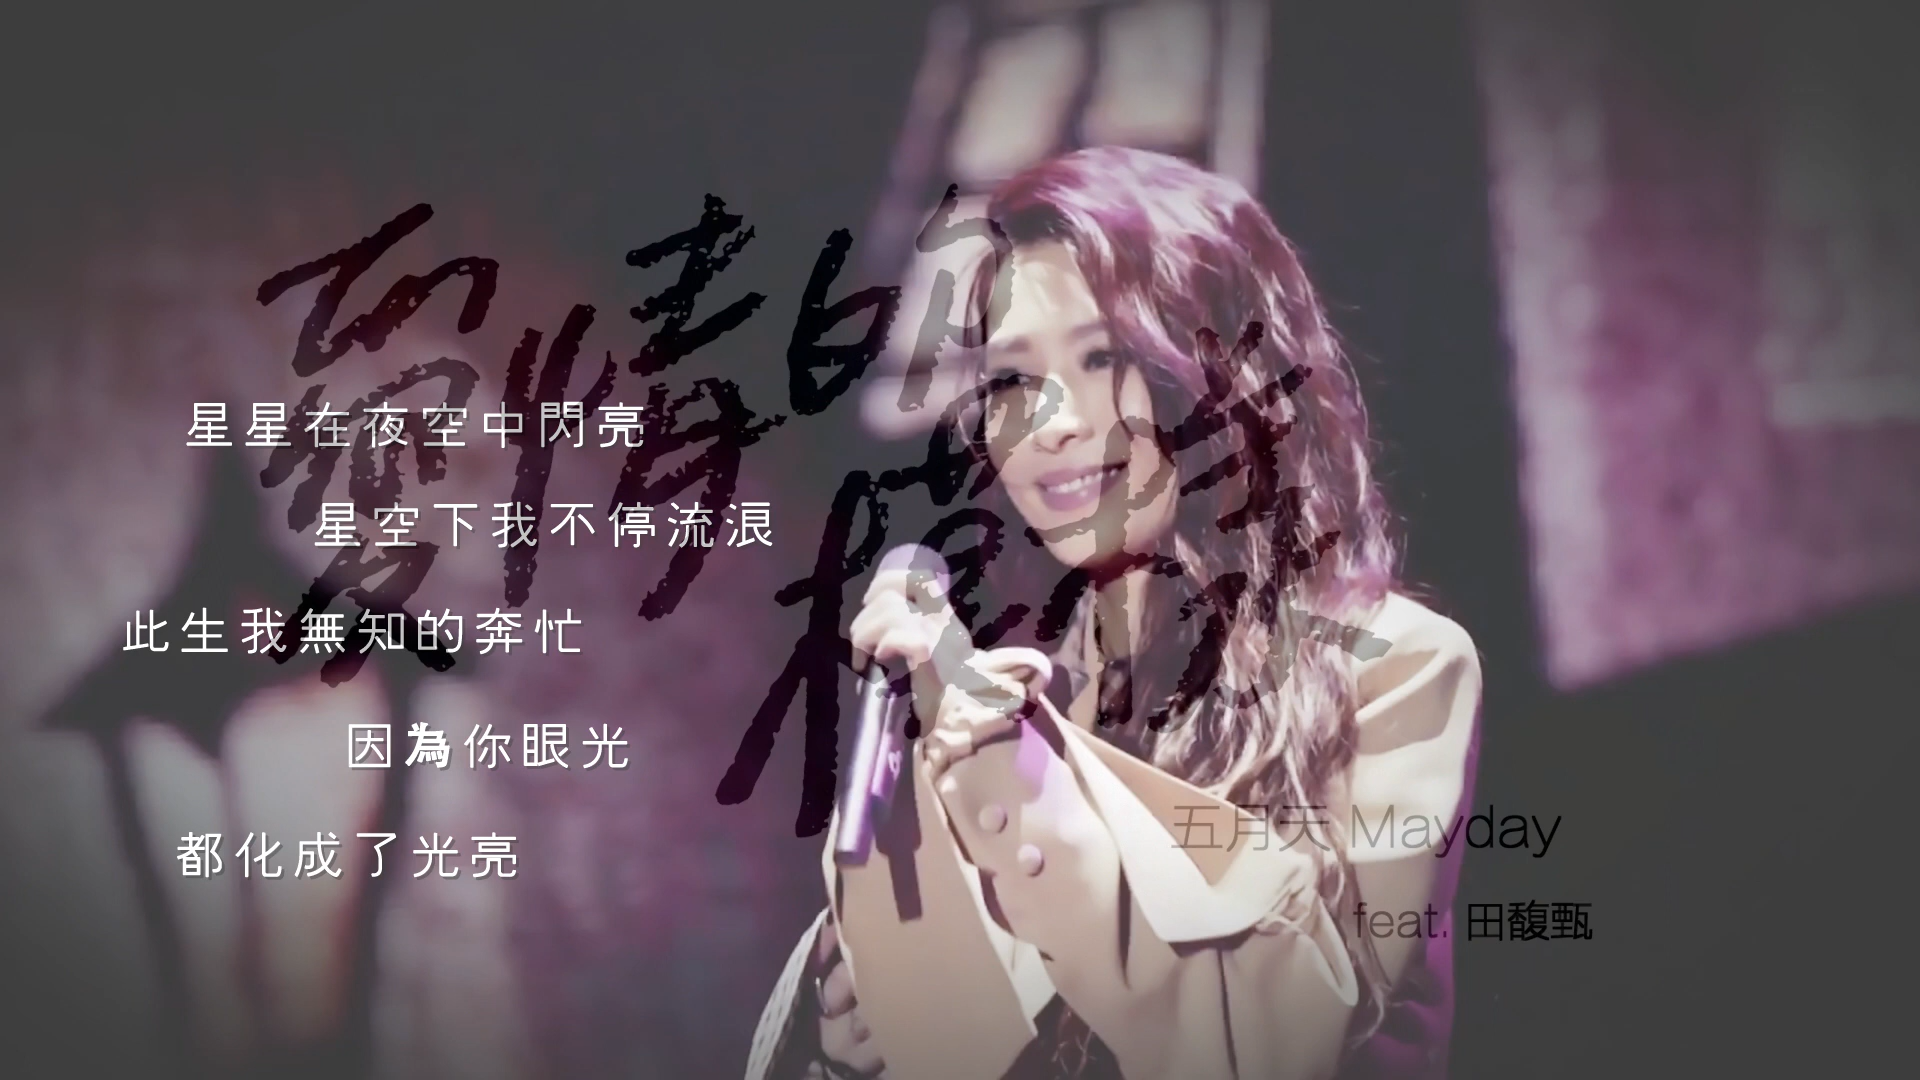 愛情的模樣
星星在夜空中閃亮
星空下我不停流浪
此生我無知的奔忙
因為你眼光
都化成了光亮
五月天 Mayday
feat. 田馥甄